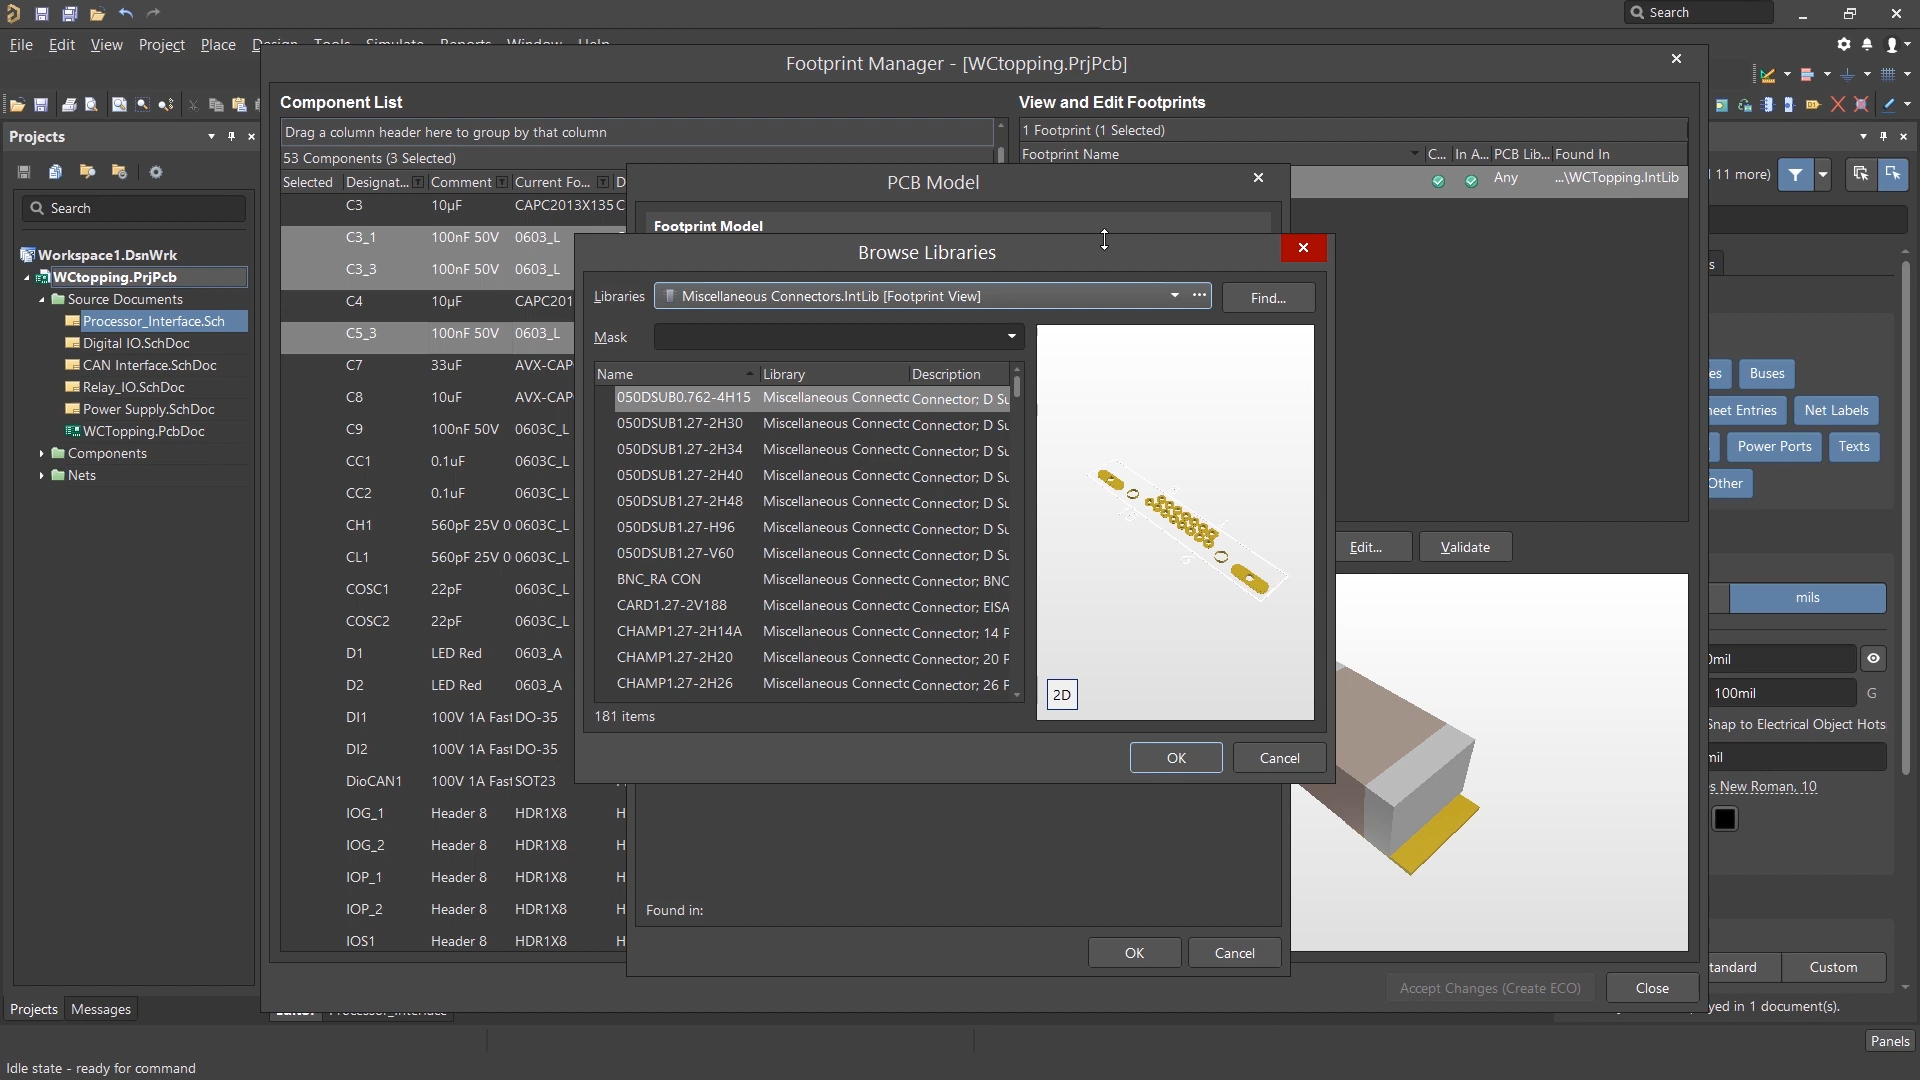 Search
File Edit View Project Place
Footprint Manager - [WCtopping.PrjPcb]
Projects
Search
Workspace1.DsnWrk
WCtopping.PrjPcb
Source Documents
Processor_Interface.Sch
Digital IO.SchDoc
CAN Interface.SchDoc
Relay_IO.SchDoc
Power Supply.SchDoc
WCTopping.PcbDoc
Components
Nets
Component List
Drag a column header here to group by that column
53 Components (3 Selected)
Selected Designat... Comment Current Fo... D
C3 10µF CAPC2013X135 C
C3_1 100nF 50V 0603_L
C3_3 100nF 50V 0603_L
C4 10µF CAPC201
C5_3 100nF 50V 0603_L
C7 33uF AVX-CAP
C8 10uF AVX-CAP
C9 100nF 50V 0603C_L
CC1 0.1uF 0603C_L
CC2 0.1uF 0603C_L
CH1 560pF 25V 0 0603C_L
CL1 560pF 25V 0 0603C_L
COSC1 22pF 0603C_L
COSC2 22pF 0603C_L
D1 LED Red 0603_A
D2 LED Red 0603_A
DI1 100V 1A Fast DO-35
DI2 100V 1A Fast DO-35
DioCAN1 100V 1A Fast SOT23
IOG_1 Header 8 HDR1X8 H
IOG_2 Header 8 HDR1X8 H
IOP_1 Header 8 HDR1X8 H
IOP_2 Header 8 HDR1X8 H
IOS1 Header 8 HDR1X8 H
View and Edit Footprints
1 Footprint (1 Selected)
Footprint Name C... In A... PCB Lib... Found In
Any ...\WCTopping.IntLib
PCB Model
Footprint Model
Browse Libraries
Libraries Miscellaneous Connectors.IntLib [Footprint View] Find...
Mask
Name Library Description
050DSUB0.762-4H15 Miscellaneous Connectc Connector; D Su
050DSUB1.27-2H30 Miscellaneous Connectc Connector; D Su
050DSUB1.27-2H34 Miscellaneous Connectc Connector; D Su
050DSUB1.27-2H40 Miscellaneous Connectc Connector; D Su
050DSUB1.27-2H48 Miscellaneous Connectc Connector; D Su
050DSUB1.27-H96 Miscellaneous Connectc Connector; D Su
050DSUB1.27-V60 Miscellaneous Connectc Connector; D Su
BNC_RA CON Miscellaneous Connectc Connector; BNC
CARD1.27-2V188 Miscellaneous Connectc Connector; EISA
CHAMP1.27-2H14A Miscellaneous Connectc Connector; 14 P
CHAMP1.27-2H20 Miscellaneous Connectc Connector; 20 P
CHAMP1.27-2H26 Miscellaneous Connectc Connector; 26 P
2D
181 items
OK Cancel
Found in:
OK Cancel
Edit... Validate
Accept Changes (Create ECO) Close
11 more)
Buses
heet Entries Net Labels
Power Ports Texts
Other
mils
100mil G
Snap to Electrical Object Hots
mil
s New Roman, 10
tandard Custom
yed in 1 document(s).
Projects Messages
Panels
Idle state - ready for command